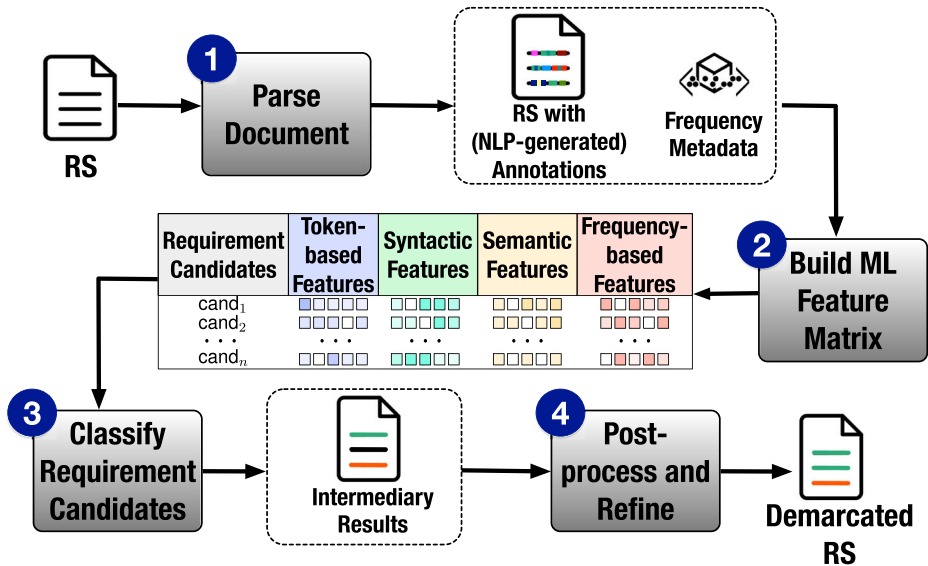 1
Parse
Document
RS
RS with
(NLP-generated)
Annotations
Frequency
Metadata
2
Build ML
Feature
Matrix
Requirement
Candidates
Token-
based
Features
Syntactic
Features
Semantic
Features
Frequency-
based
Features
cand1
cand2
. . .
. . .
. . .
. . .
. . .
candn
3
Classify
Requirement
Candidates
Intermediary
Results
4
Post-
process and
Refine
Demarcated
RS